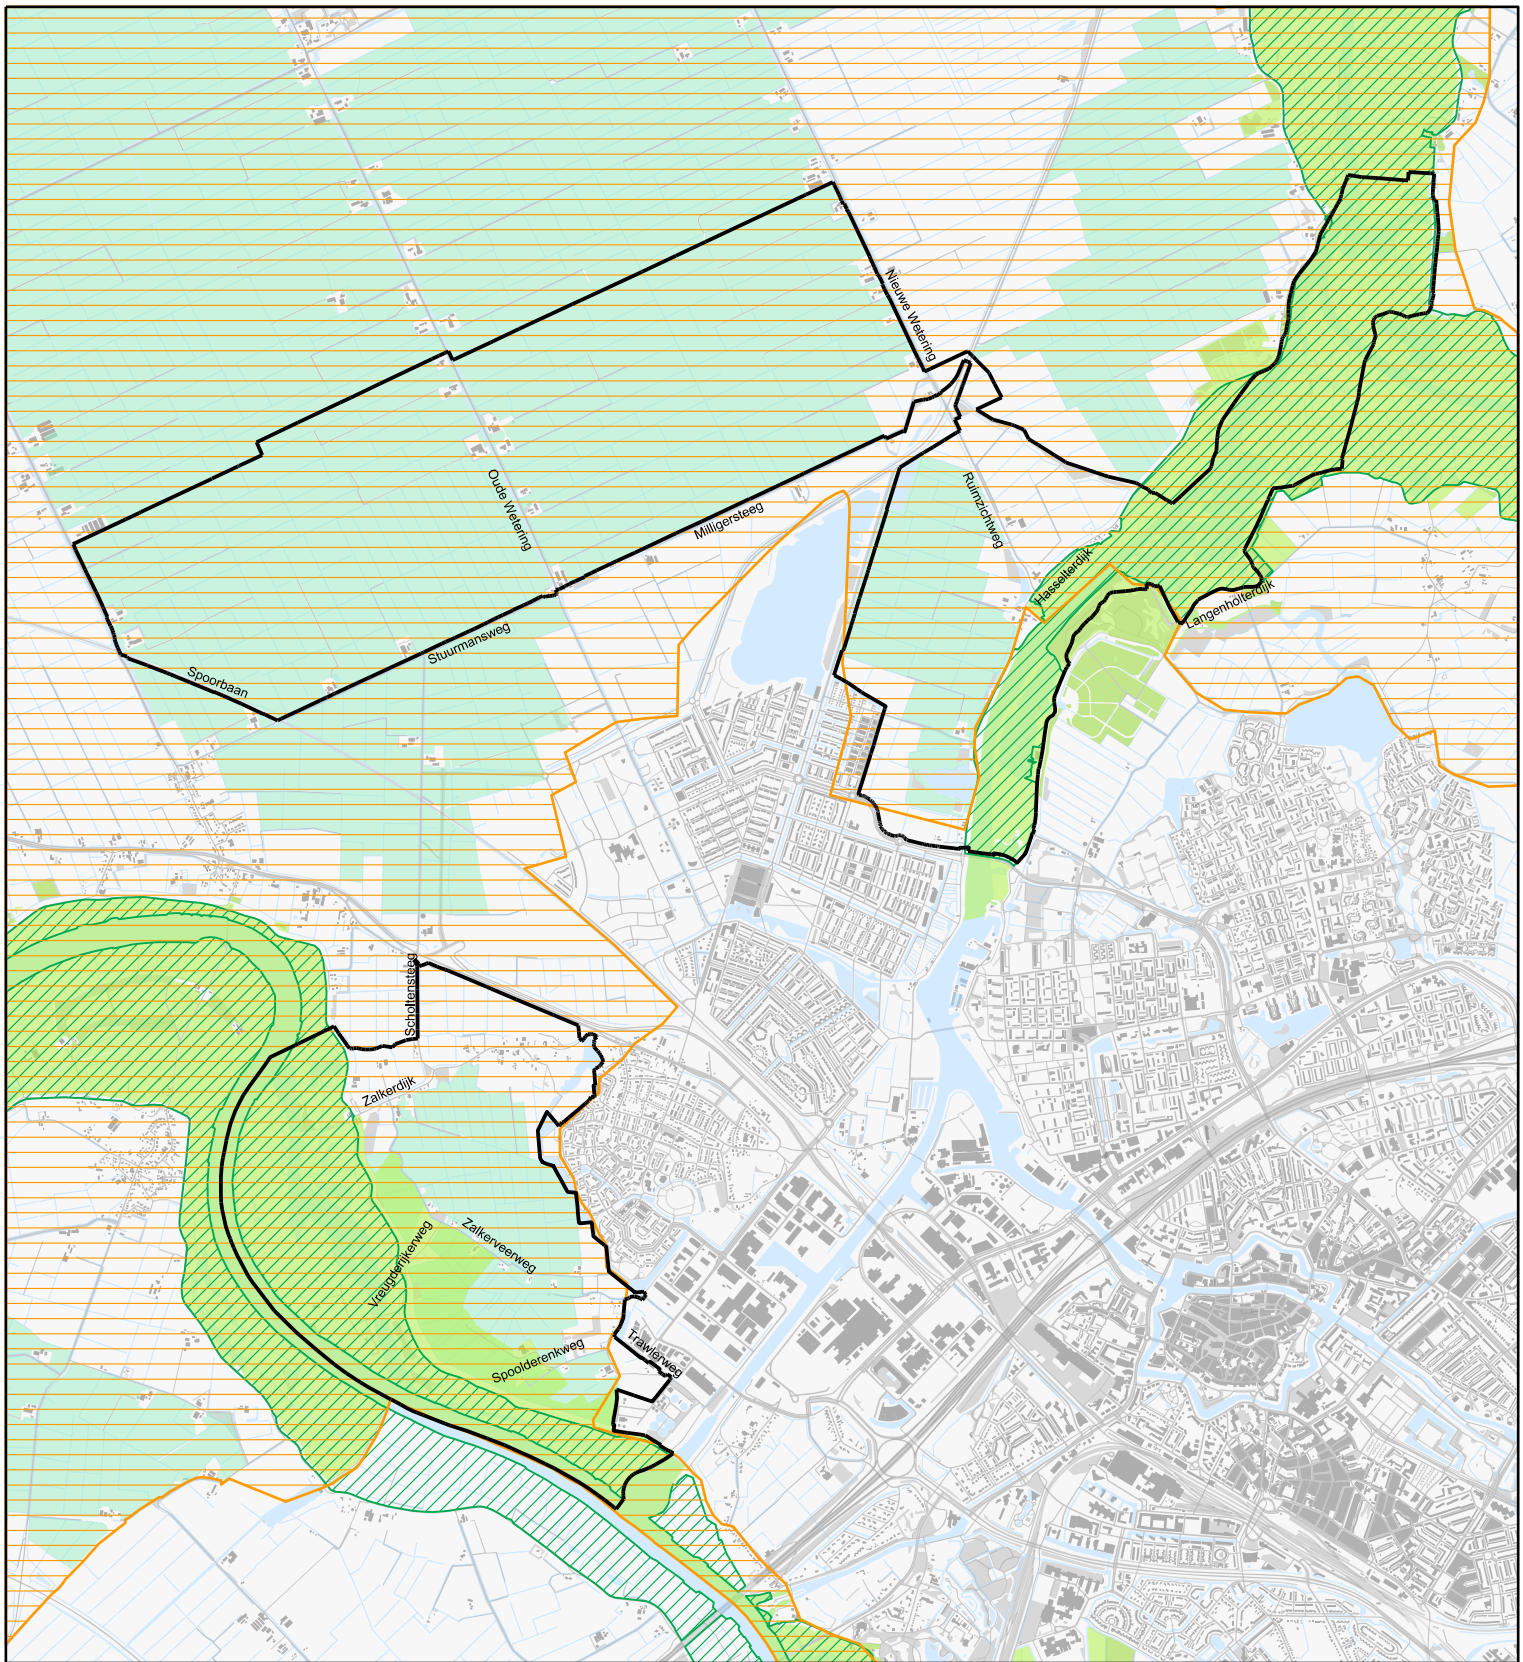 Nieuwe Wetering
Oude Wetering
Ruimzichtweg
Milligersteeg
Hasselterdijk
Langenholterdijk
Stuurmansweg
Spoorbaan
Scholtensteeg
Zalkerdijk
Zalkerveerweg
Vreugderijkerweg
Spoolderenkweg
Trawlerweg